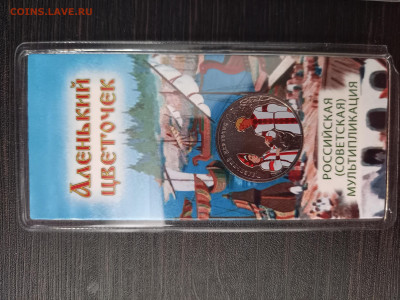 COINS.LAVE.RU
Аленький
цветочек
РОССИЙСКАЯ
(СОВЕТСКАЯ)
МУЛЬТИПЛИКАЦИЯ